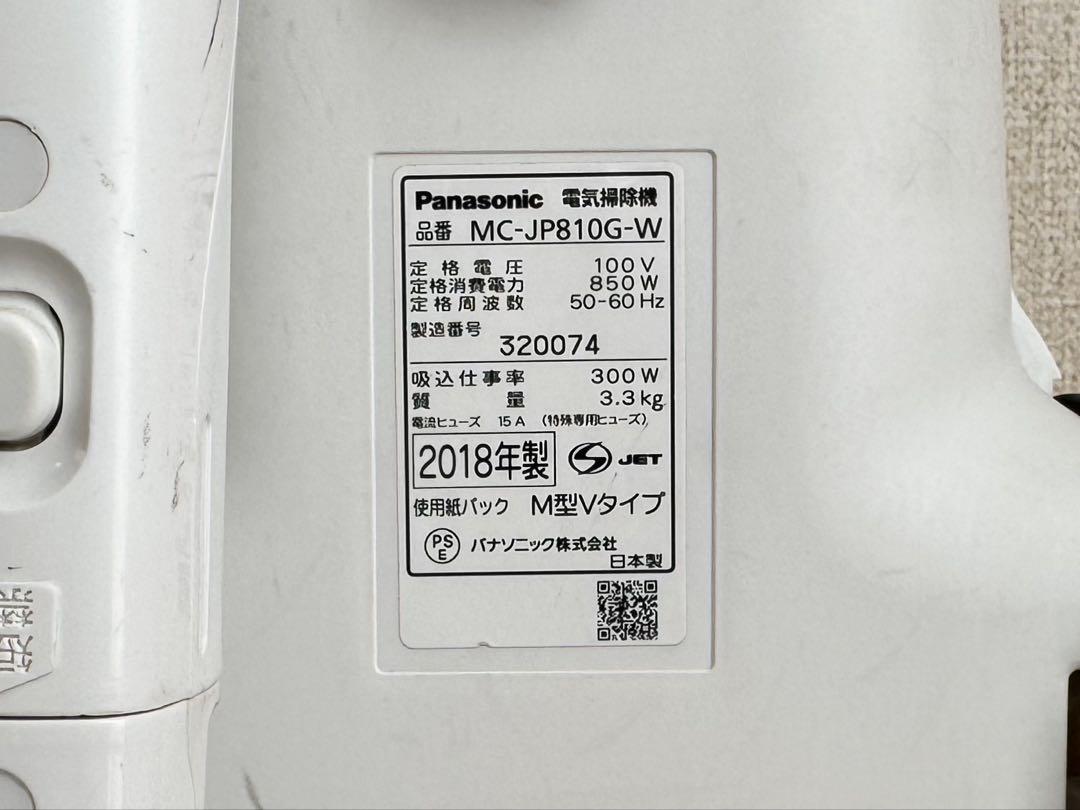 Panasonic 電気掃除機
品番 MC-JP810G-W
定格電圧 100V
定格消費電力 850W
定格周波数 50-60Hz
製造番号
320074
吸込仕事率 300W
質量 3.3kg
電流ヒューズ 15A (特殊専用ヒューズ)
2018年製 S JET
使用紙パック M型Vタイプ
PS
E
パナソニック株式会社
日本製